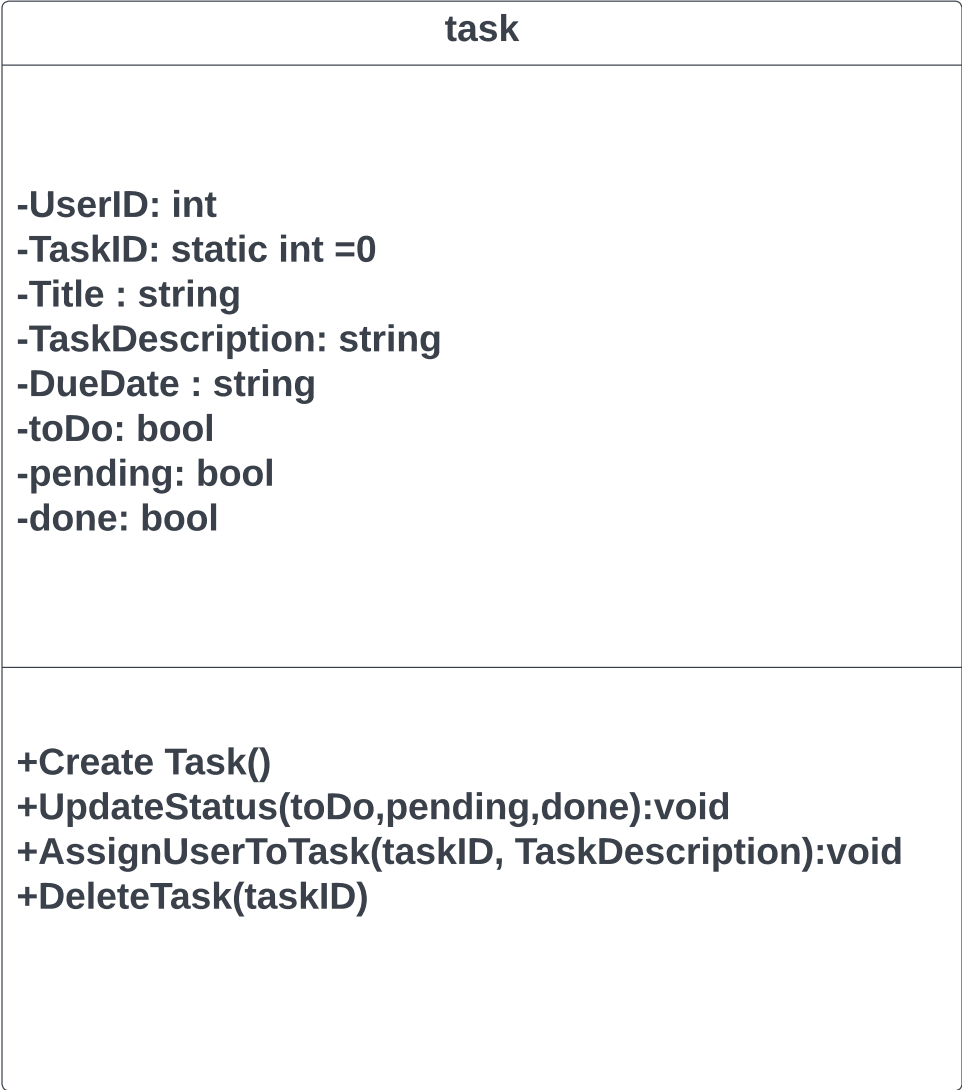 task
-UserID: int
-TaskID: static int =0
-Title : string
-TaskDescription: string
-DueDate : string
-toDo: bool
-pending: bool
-done: bool
+Create Task()
+UpdateStatus(toDo,pending,done):void
+AssignUserToTask(taskID, TaskDescription):void
+DeleteTask(taskID)